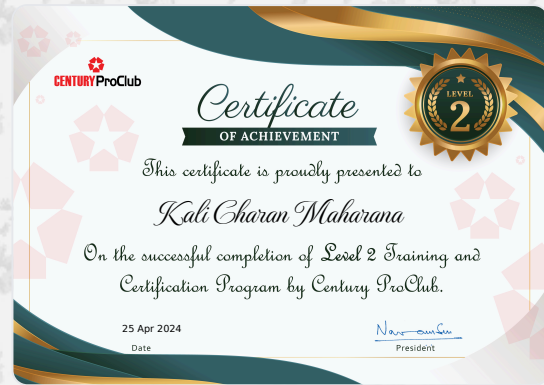 CENTURY ProClub
Certificate
OF ACHIEVEMENT
LEVEL
2
This certificate is proudly presented to
Kali Charan Maharana
On the successful completion of Level 2 Training and
Certification Program by Century ProClub.
25 Apr 2024
Date
President